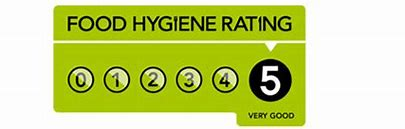 FOOD HYGIENE RATING
0 1 2 3 4 5
VERY GOOD